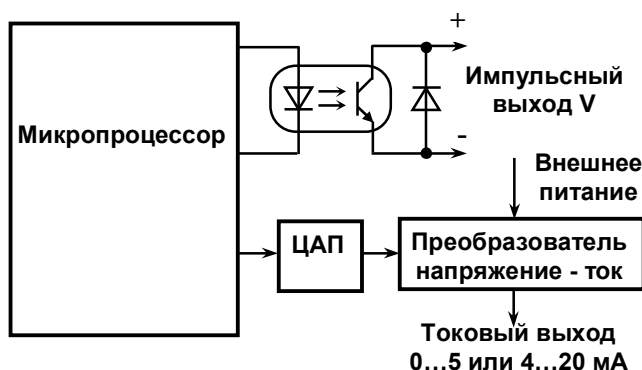 Микропроцессор
+
Импульсный
выход V
-
Внешнее
питание
ЦАП
Преобразователь
напряжение - ток
Токовый выход
0...5 или 4...20 мА